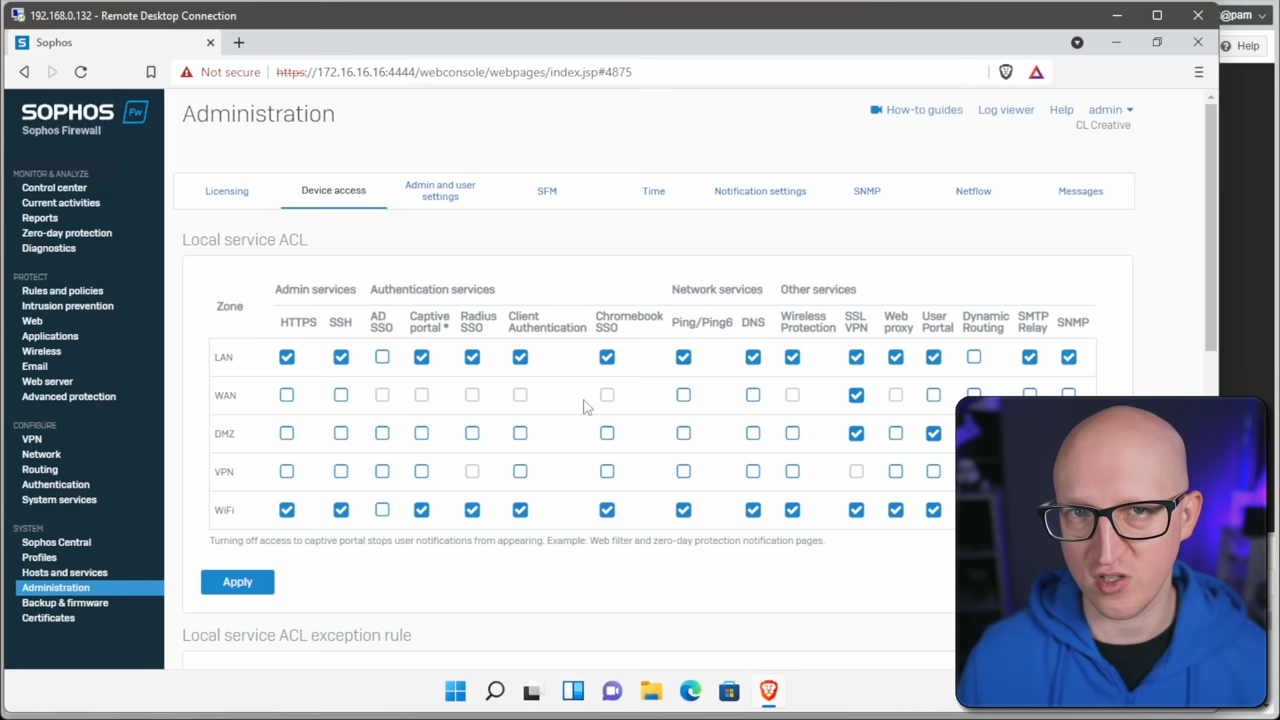 192.168.0.132 - Remote Desktop Connection
@pam
Sophos
Help
Not secure https://172.16.16.16:4444/webconsole/webpages/index.jsp#4875
SOPHOS Fw
Sophos Firewall
Administration
How-to guides Log viewer Help admin
CL Creative
MONITOR & ANALYZE
Control center
Current activities
Reports
Zero-day protection
Diagnostics
PROTECT
Rules and policies
Intrusion prevention
Web
Applications
Wireless
Email
Web server
Advanced protection
CONFIGURE
VPN
Network
Routing
Authentication
System services
SYSTEM
Sophos Central
Profiles
Hosts and services
Administration
Backup & firmware
Certificates
Licensing
Device access
Admin and user
settings
SFM
Time
Notification settings
SNMP
Netflow
Messages
Local service ACL
Zone
Admin services Authentication services Network services Other services
HTTPS
SSH
AD
SSO
Captive
portal *
Radius
SSO
Client
Authentication
Chromebook
SSO
Ping/Ping6
DNS
Wireless
Protection
SSL
VPN
Web
proxy
User
Portal
Dynamic
Routing
SMTP
Relay
SNMP
LAN
WAN
DMZ
VPN
WiFi
Turning off access to captive portal stops user notifications from appearing. Example: Web filter and zero-day protection notification pages.
Apply
Local service ACL exception rule